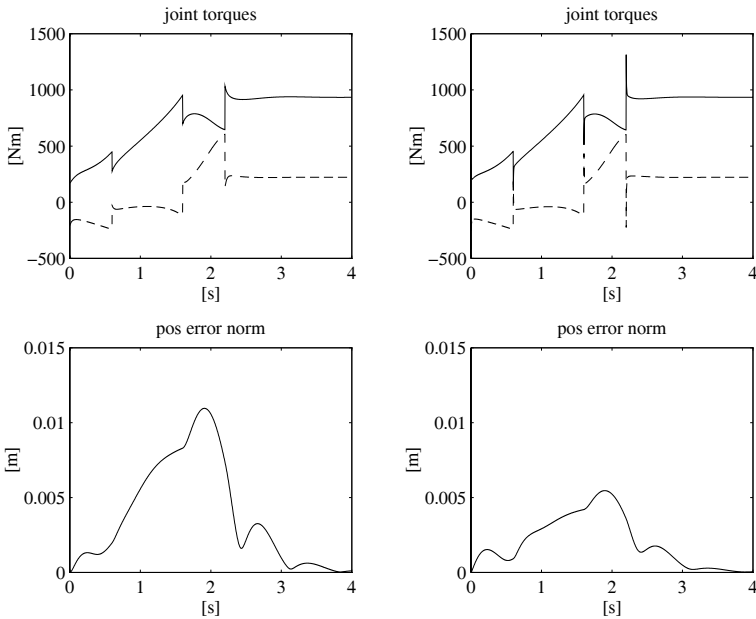 joint torques
1500
1000
500
0
−500
[Nm]
0 1 2 3 4
[s]
joint torques
1500
1000
500
0
−500
[Nm]
0 1 2 3 4
[s]
pos error norm
0.015
0.01
0.005
0
[m]
0 1 2 3 4
[s]
pos error norm
0.015
0.01
0.005
0
[m]
0 1 2 3 4
[s]